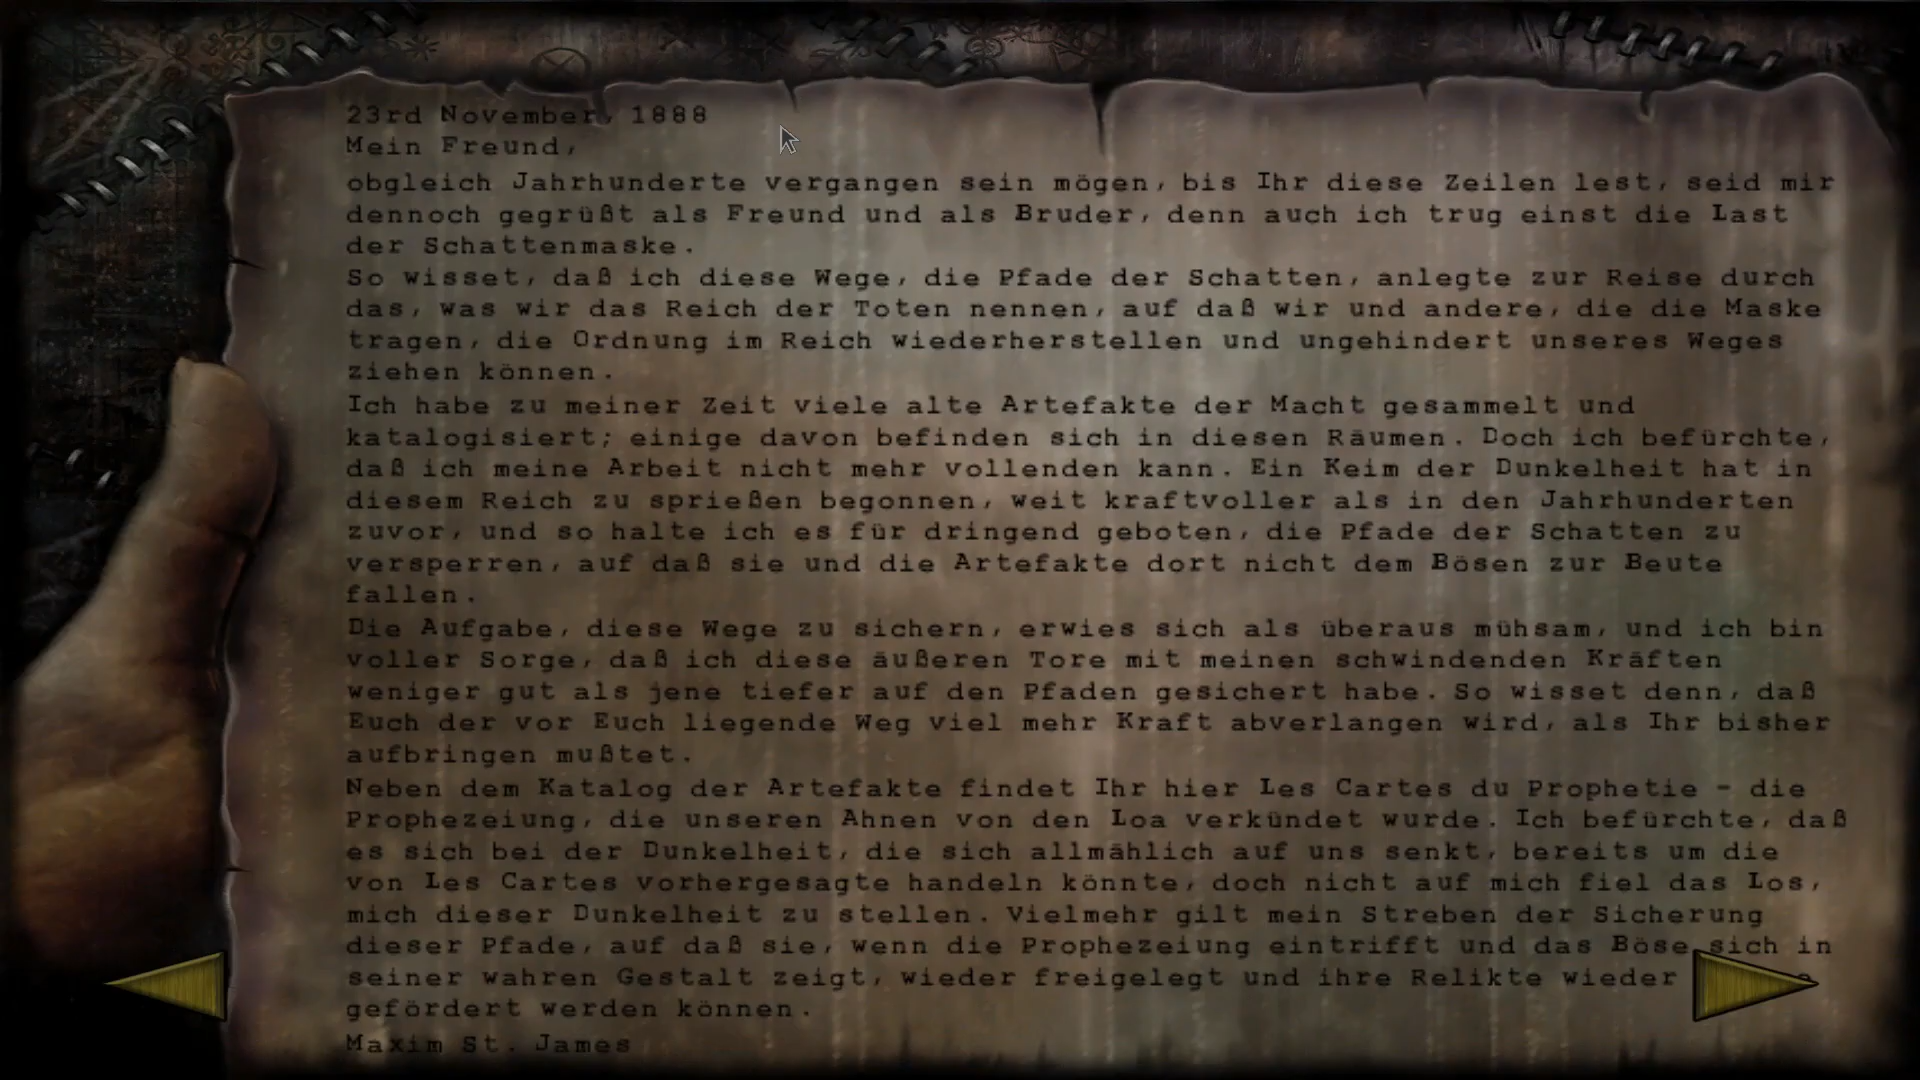 23rd November, 1888
Mein Freund,
obgleich Jahrhunderte vergangen sein mögen, bis Ihr diese Zeilen lest, seid mir
dennoch gegrüßt als Freund und als Bruder, denn auch ich trug einst die Last
der Schattenmaske.
So wisset, daß ich diese Wege, die Pfade der Schatten, anlegte zur Reise durch
das, was wir das Reich der Toten nennen, auf daß wir und andere, die die Maske
tragen, die Ordnung im Reich wiederherstellen und ungehindert unseres Weges
ziehen können.
Ich habe zu meiner Zeit viele alte Artefakte der Macht gesammelt und
katalogisiert; einige davon befinden sich in diesen Räumen. Doch ich befürchte,
daß ich meine Arbeit nicht mehr vollenden kann. Ein Keim der Dunkelheit hat in
diesem Reich zu sprießen begonnen, weit kraftvoller als in den Jahrhunderten
zuvor, und so halte ich es für dringend geboten, die Pfade der Schatten zu
versperren, auf daß sie und die Artefakte dort nicht dem Bösen zur Beute
fallen.
Die Aufgabe, diese Wege zu sichern, erwies sich als überaus mühsam, und ich bin
voller Sorge, daß ich diese äußeren Tore mit meinen schwindenden Kräften
weniger gut als jene tiefer auf den Pfaden gesichert habe. So wisset denn, daß
Euch der vor Euch liegende Weg viel mehr Kraft abverlangen wird, als Ihr bisher
aufbringen mußtet.
Neben dem Katalog der Artefakte findet Ihr hier Les Cartes du Prophetie - die
Prophezeiung, die unseren Ahnen von den Loa verkündet wurde. Ich befürchte, daß
es sich bei der Dunkelheit, die sich allmählich auf uns senkt, bereits um die
von Les Cartes vorhergesagte handeln könnte, doch nicht auf mich fiel das Los,
mich dieser Dunkelheit zu stellen. Vielmehr gilt mein Streben der Sicherung
dieser Pfade, auf daß sie, wenn die Prophezeiung eintrifft und das Böse sich in
seiner wahren Gestalt zeigt, wieder freigelegt und ihre Relikte wieder
gefördert werden können.
Maxim St. James